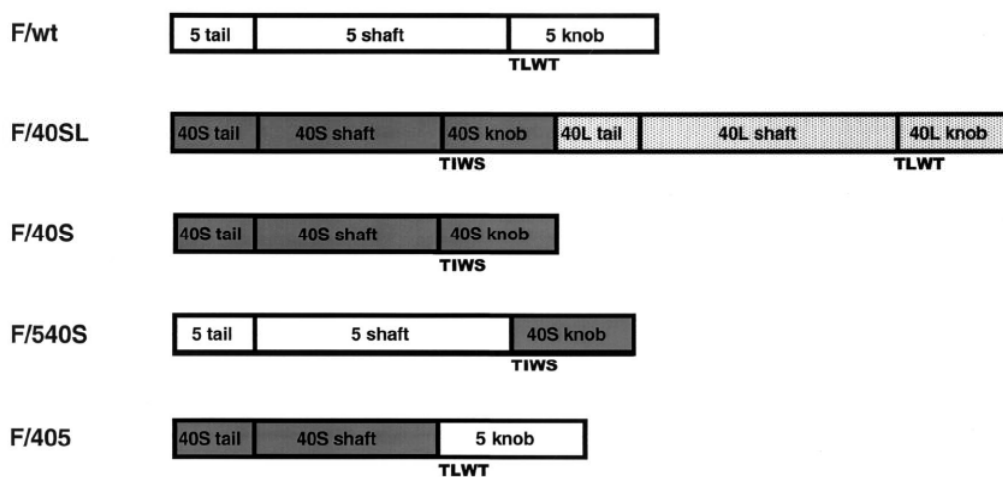 F/wt 5 tail 5 shaft 5 knob
TLWT
F/40SL 40S tail 40S shaft 40S knob 40L tail 40L shaft 40L knob
TIWS TLWT
F/40S 40S tail 40S shaft 40S knob
TIWS
F/540S 5 tail 5 shaft 40S knob
TIWS
F/405 40S tail 40S shaft 5 knob
TLWT